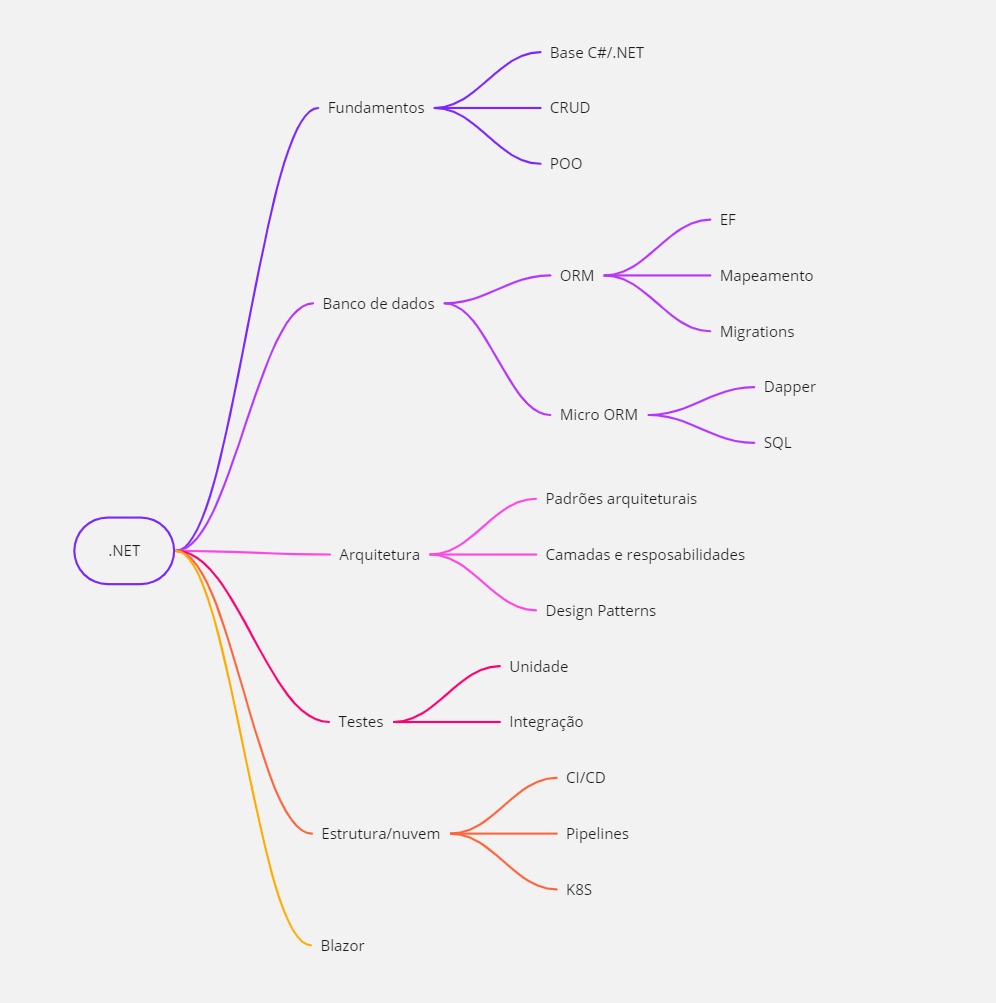 Base C#/.NET
Fundamentos
CRUD
POO
EF
ORM
Mapeamento
Banco de dados
Migrations
Dapper
Micro ORM
SQL
Padrões arquiteturais
.NET
Arquitetura
Camadas e resposabilidades
Design Patterns
Unidade
Testes
Integração
CI/CD
Estrutura/nuvem
Pipelines
K8S
Blazor